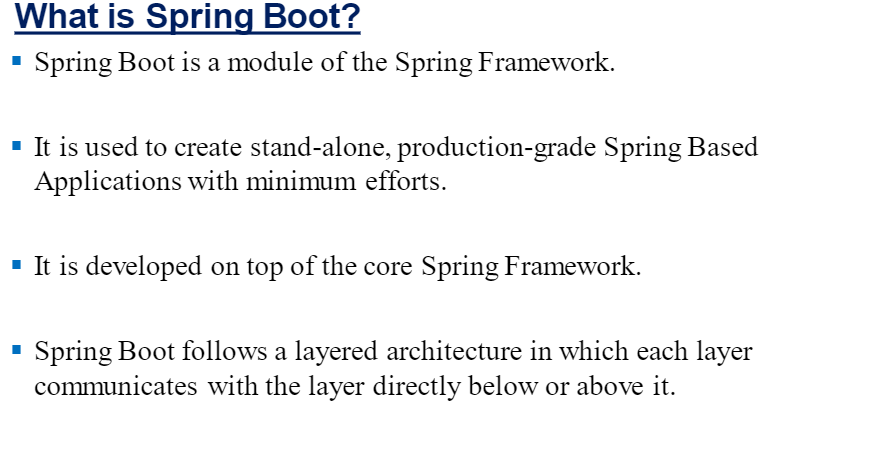 What is Spring Boot?
▪ Spring Boot is a module of the Spring Framework.
▪ It is used to create stand-alone, production-grade Spring Based
Applications with minimum efforts.
▪ It is developed on top of the core Spring Framework.
▪ Spring Boot follows a layered architecture in which each layer
communicates with the layer directly below or above it.